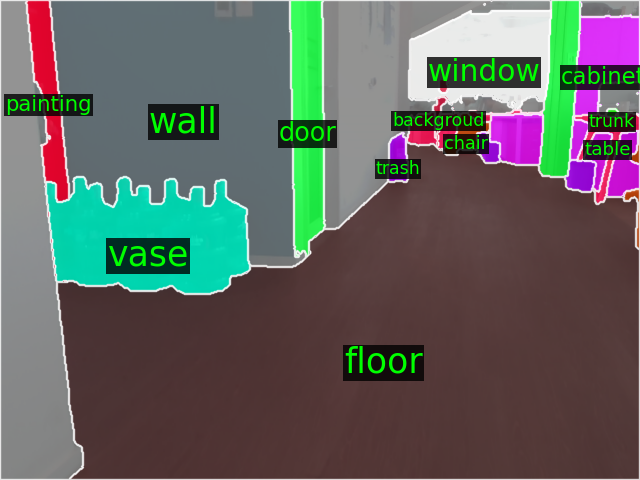 window
cabinet
painting
wall
backgroud
trunk
door
chair
table
trash
vase
floor